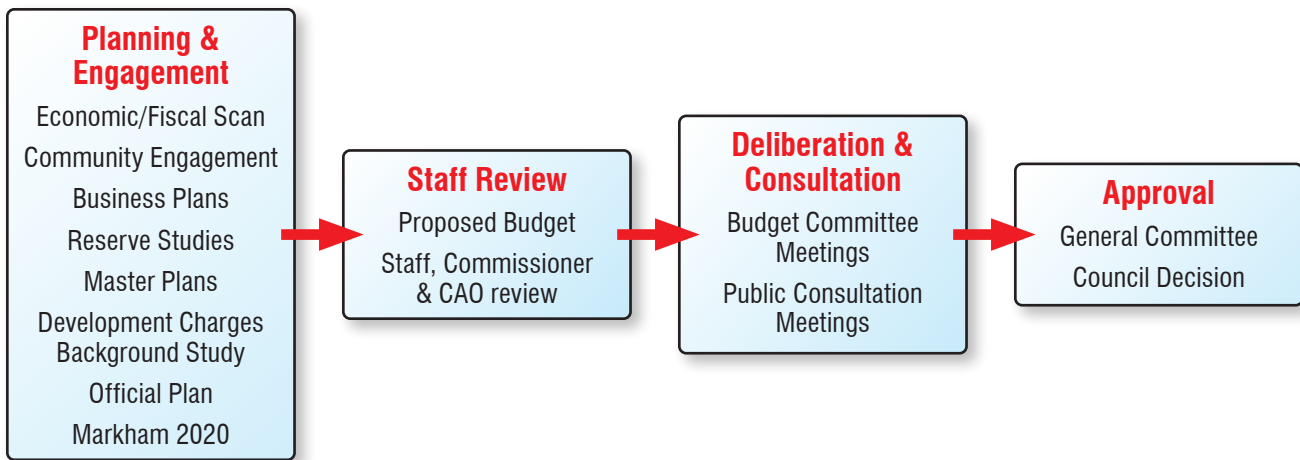 Planning &
Engagement
Economic/Fiscal Scan
Community Engagement
Business Plans
Reserve Studies
Master Plans
Development Charges
Background Study
Official Plan
Markham 2020
Staff Review
Proposed Budget
Staff, Commissioner
& CAO review
Deliberation &
Consultation
Budget Committee
Meetings
Public Consultation
Meetings
Approval
General Committee
Council Decision